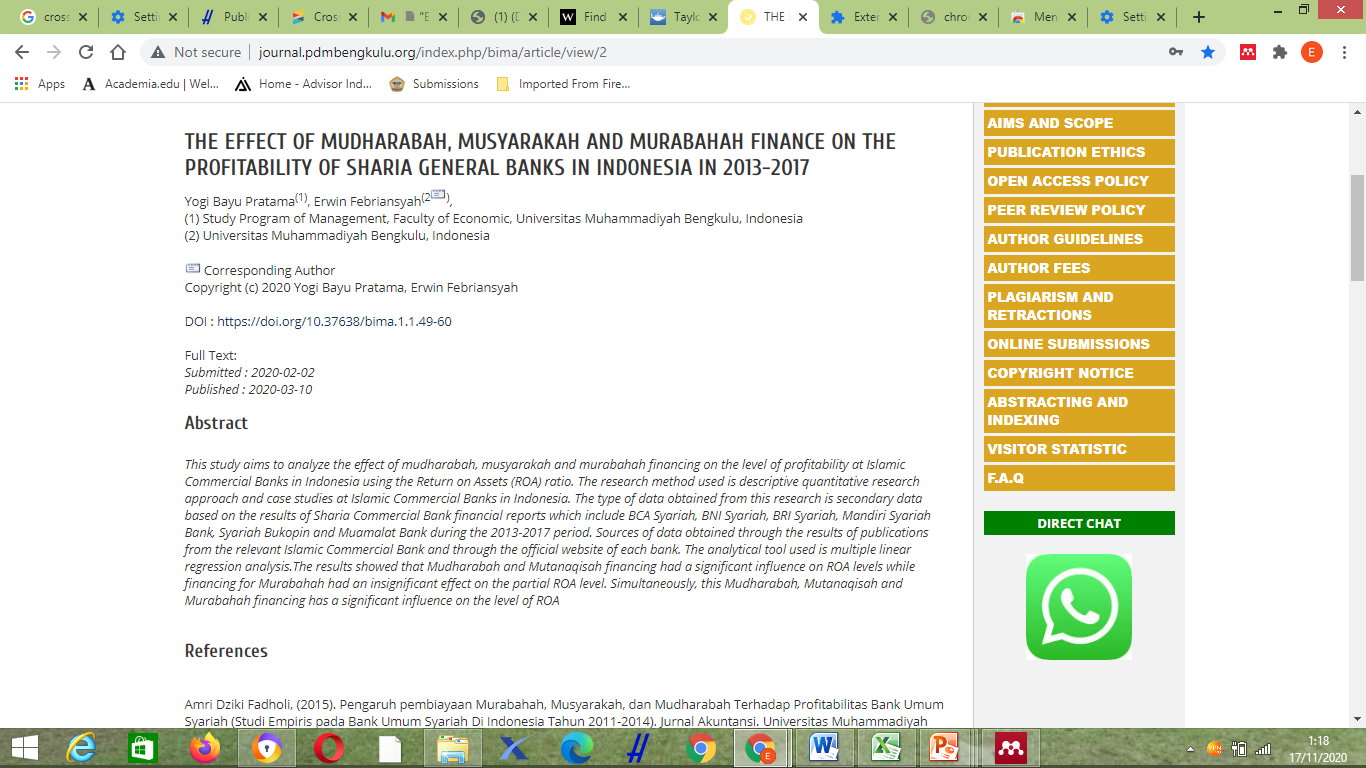 cross
Setti
Publi
Cross
"E
(1) (D
Find
Taylo
THE
Exter
chro
Men
Setti
Not secure
journal.pdmbengkulu.org/index.php/bima/article/view/2
E
Apps
Academia.edu | Wel...
Home - Advisor Ind...
Submissions
Imported From Fire...
THE EFFECT OF MUDHARABAH, MUSYARAKAH AND MURABAHAH FINANCE ON THE
PROFITABILITY OF SHARIA GENERAL BANKS IN INDONESIA IN 2013-2017
Yogi Bayu Pratama(1), Erwin Febriansyah(2),
(1) Study Program of Management, Faculty of Economic, Universitas Muhammadiyah Bengkulu, Indonesia
(2) Universitas Muhammadiyah Bengkulu, Indonesia
Corresponding Author
Copyright (c) 2020 Yogi Bayu Pratama, Erwin Febriansyah
DOI : https://doi.org/10.37638/bima.1.1.49-60
Full Text:
Submitted : 2020-02-02
Published : 2020-03-10
Abstract
This study aims to analyze the effect of mudharabah, musyarakah and murabahah financing on the level of profitability at Islamic
Commercial Banks in Indonesia using the Return on Assets (ROA) ratio. The research method used is descriptive quantitative research
approach and case studies at Islamic Commercial Banks in Indonesia. The type of data obtained from this research is secondary data
based on the results of Sharia Commercial Bank financial reports which include BCA Syariah, BNI Syariah, BRI Syariah, Mandiri Syariah
Bank, Syariah Bukopin and Muamalat Bank during the 2013-2017 period. Sources of data obtained through the results of publications
from the relevant Islamic Commercial Bank and through the official website of each bank. The analytical tool used is multiple linear
regression analysis.The results showed that Mudharabah and Mutanaqisah financing had a significant influence on ROA levels while
financing for Murabahah had an insignificant effect on the partial ROA level. Simultaneously, this Mudharabah, Mutanaqisah and
Murabahah financing has a significant influence on the level of ROA
References
Amri Dziki Fadholi, (2015). Pengaruh pembiayaan Murabahah, Musyarakah, dan Mudharabah Terhadap Profitabilitas Bank Umum
Syariah (Studi Empiris pada Bank Umum Syariah Di Indonesia Tahun 2011-2014). Jurnal Akuntansi. Universitas Muhammadiyah
AIMS AND SCOPE
PUBLICATION ETHICS
OPEN ACCESS POLICY
PEER REVIEW POLICY
AUTHOR GUIDELINES
AUTHOR FEES
PLAGIARISM AND
RETRACTIONS
ONLINE SUBMISSIONS
COPYRIGHT NOTICE
ABSTRACTING AND
INDEXING
VISITOR STATISTIC
F.A.Q
DIRECT CHAT
1:18
17/11/2020